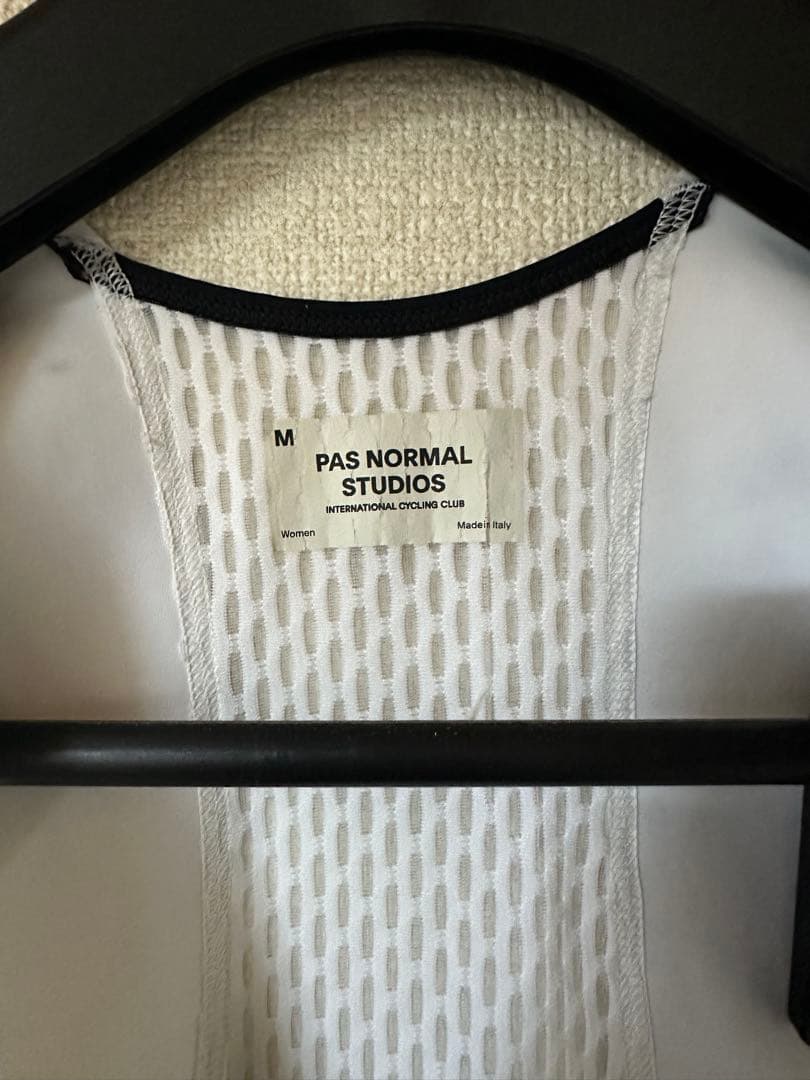 M
PAS NORMAL
STUDIOS
INTERNATIONAL CYCLING CLUB
Women
Made in Italy